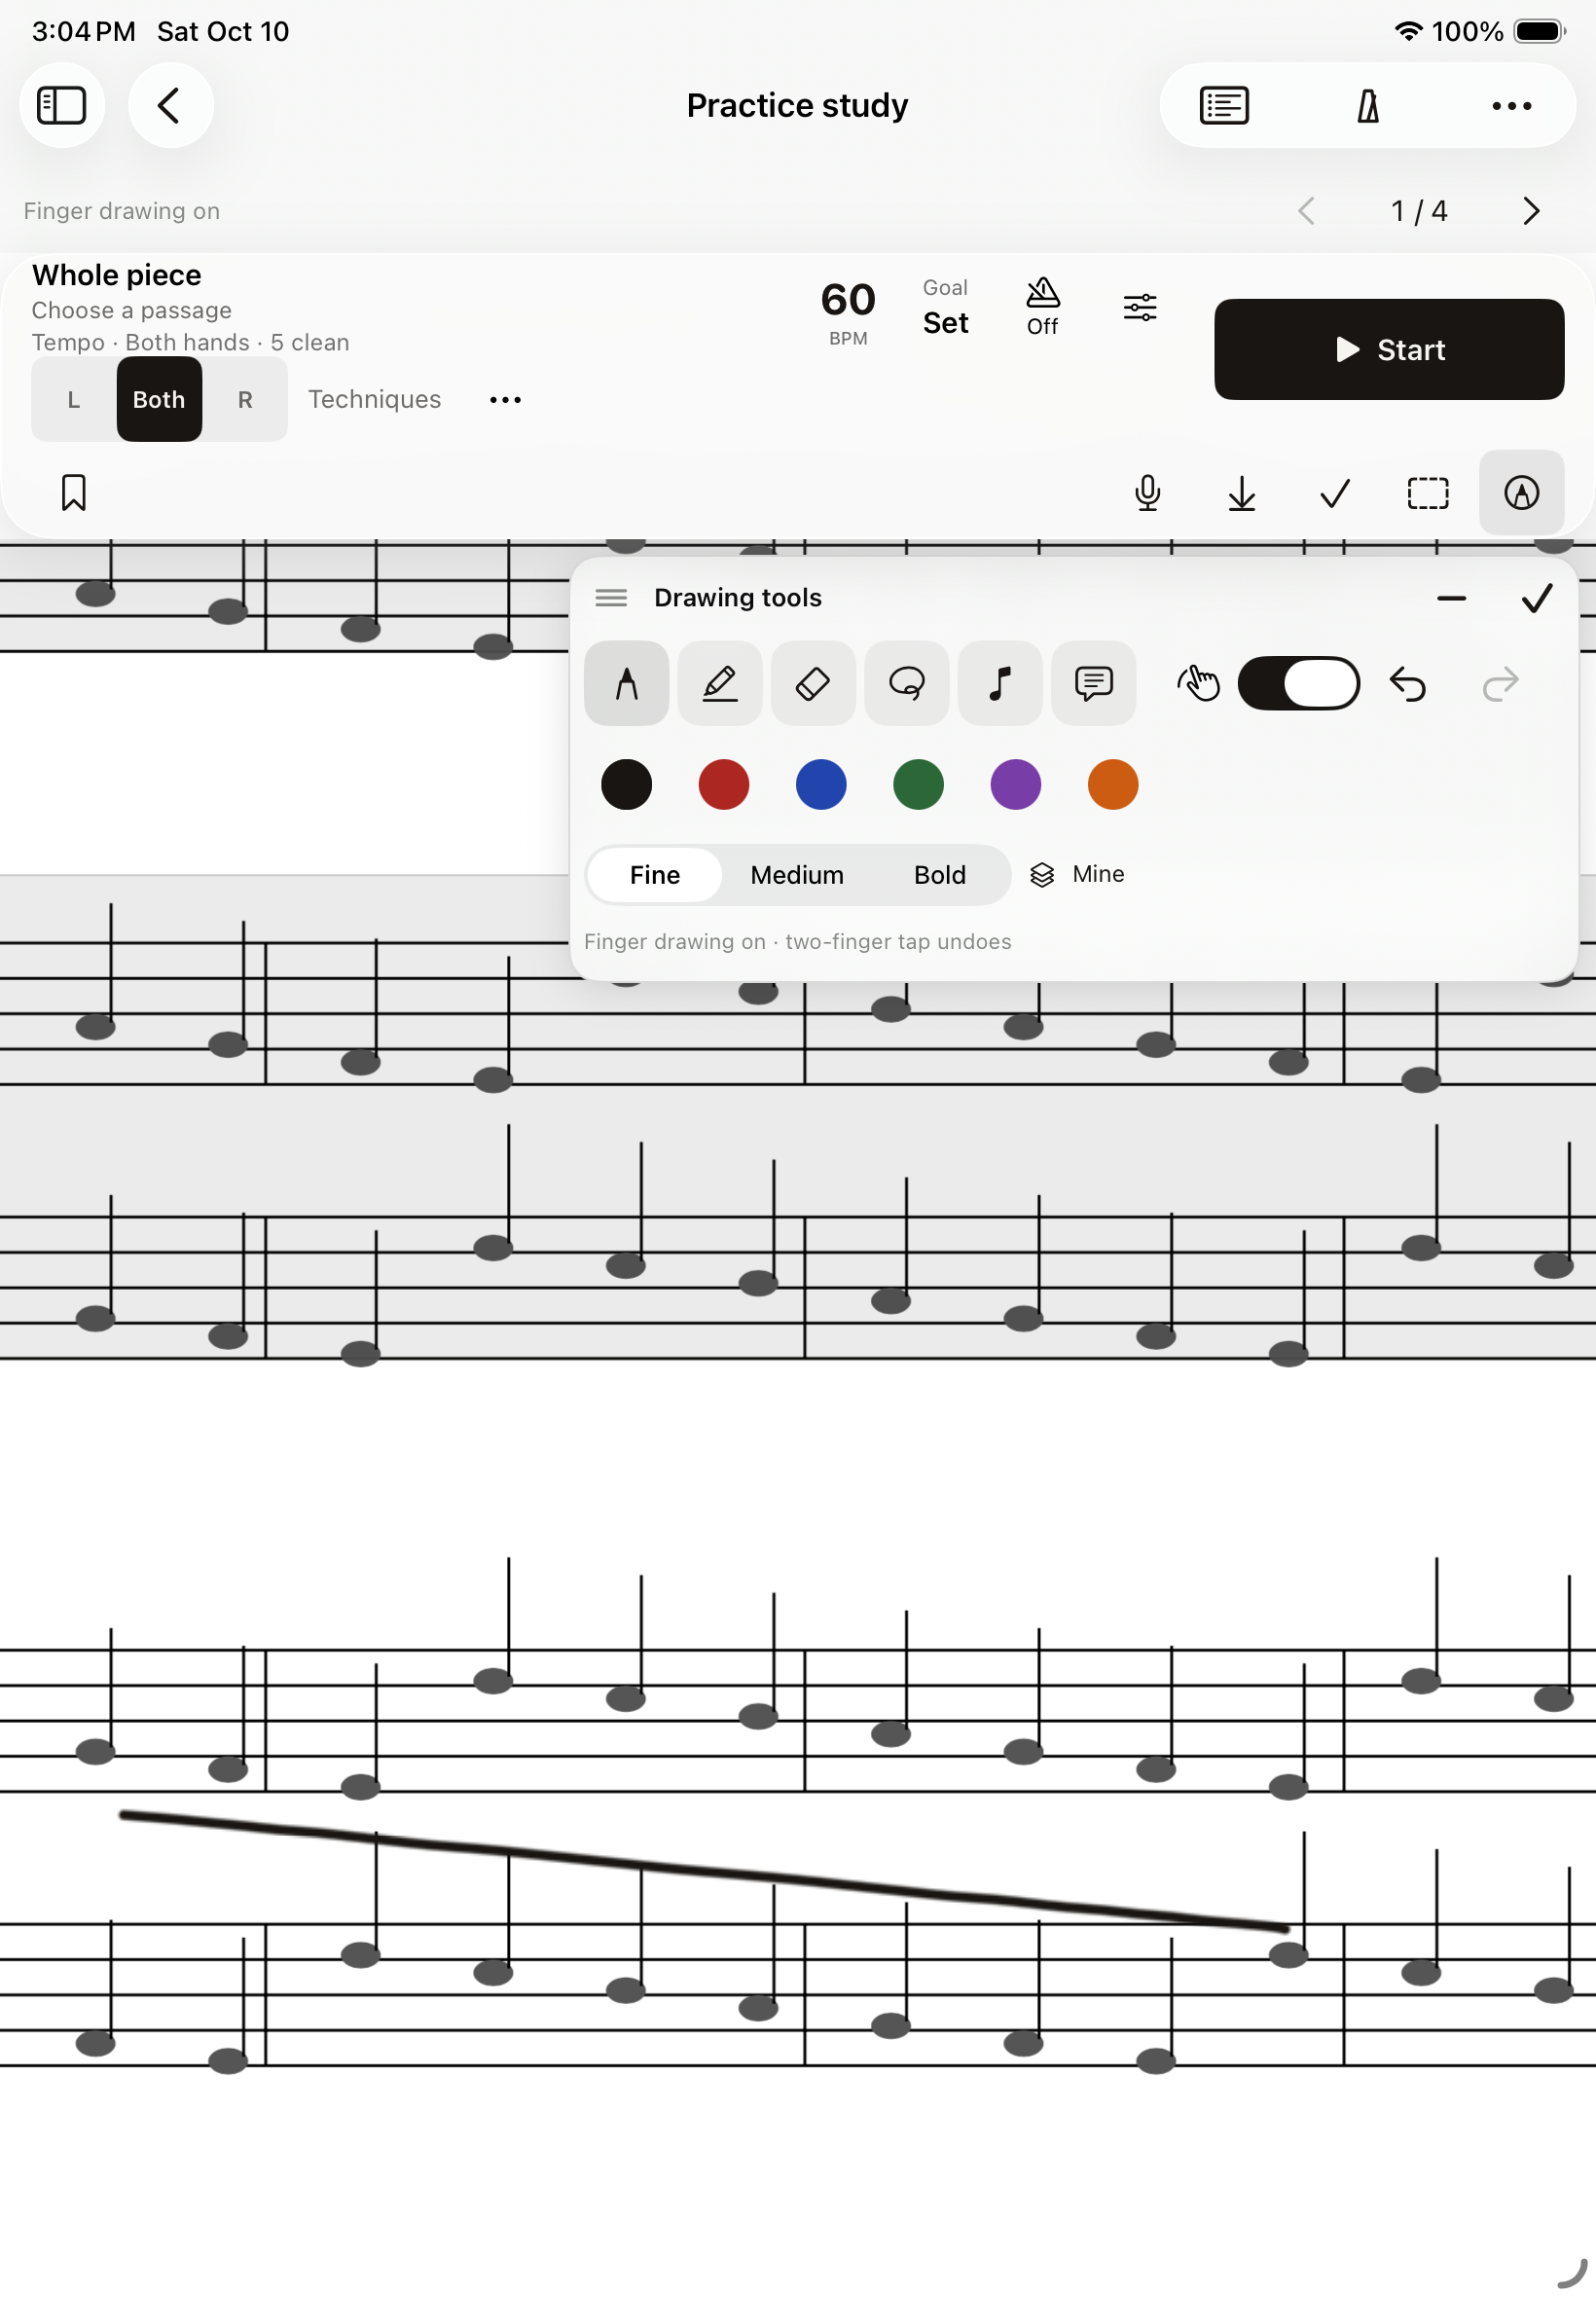 3:04 PM Sat Oct 10
100%
Practice study
Finger drawing on
1 / 4
Whole piece
Choose a passage
Tempo · Both hands · 5 clean
60
BPM
Goal
Set
Off
Start
L Both R Techniques
Drawing tools
Fine Medium Bold Mine
Finger drawing on · two-finger tap undoes